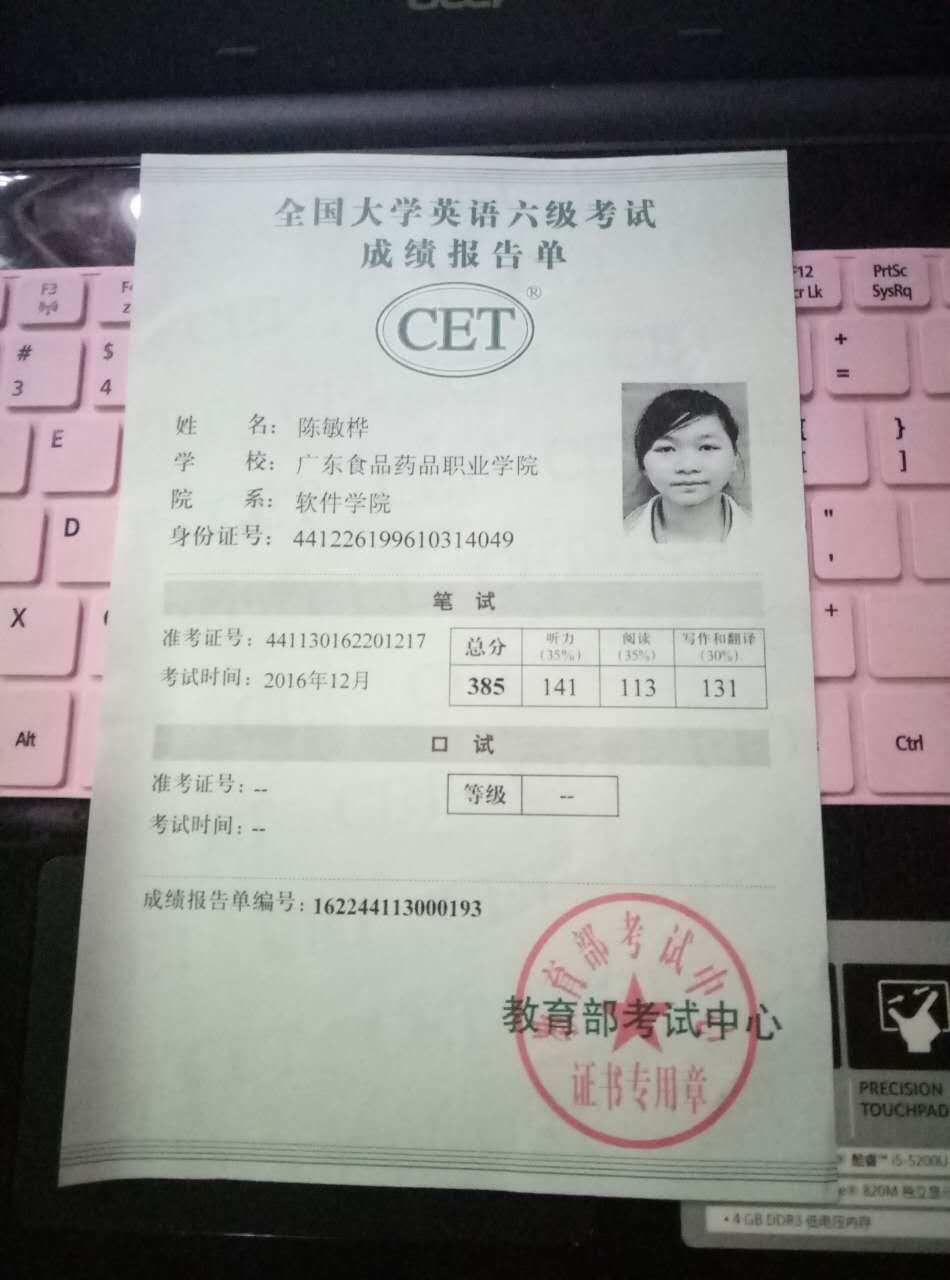 F3
F4
z
F12
cr Lk
PrtSc
SysRq
#
3
$
4
+
=
E
}
]
D
"
,
X
Alt
Ctrl
全国大学英语六级考试
成绩报告单
CET®
姓 名： 陈敏桦
学 校： 广东食品药品职业学院
院 系： 软件学院
身份证号： 441226199610314049
笔 试
准考证号： 441130162201217
考试时间： 2016年12月
总分 听力 (35%) 阅读 (35%) 写作和翻译 (30%)
385 141 113 131
口 试
准考证号： --
考试时间： --
等级 --
成绩报告单编号： 162244113000193
教育部考试中心
教育部考试中心
证书专用章
PRECISION
TOUCHPAD
酷睿™ i5-5200U
820M 独立显
• 4 GB DDR3 低电压内存